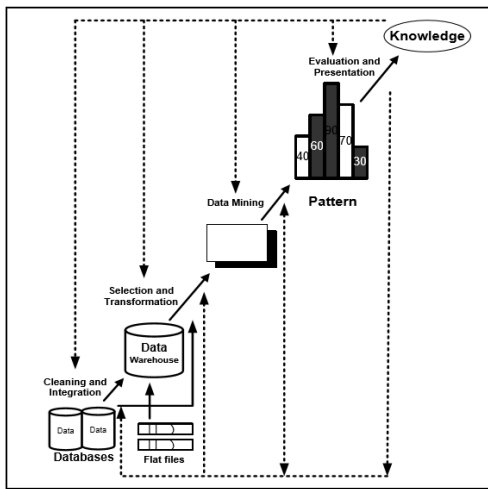 Knowledge
Evaluation and
Presentation
40
60
90
70
30
Pattern
Data Mining
Selection and
Transformation
Data
Warehouse
Cleaning and
Integration
Data
Data
Databases
Flat files